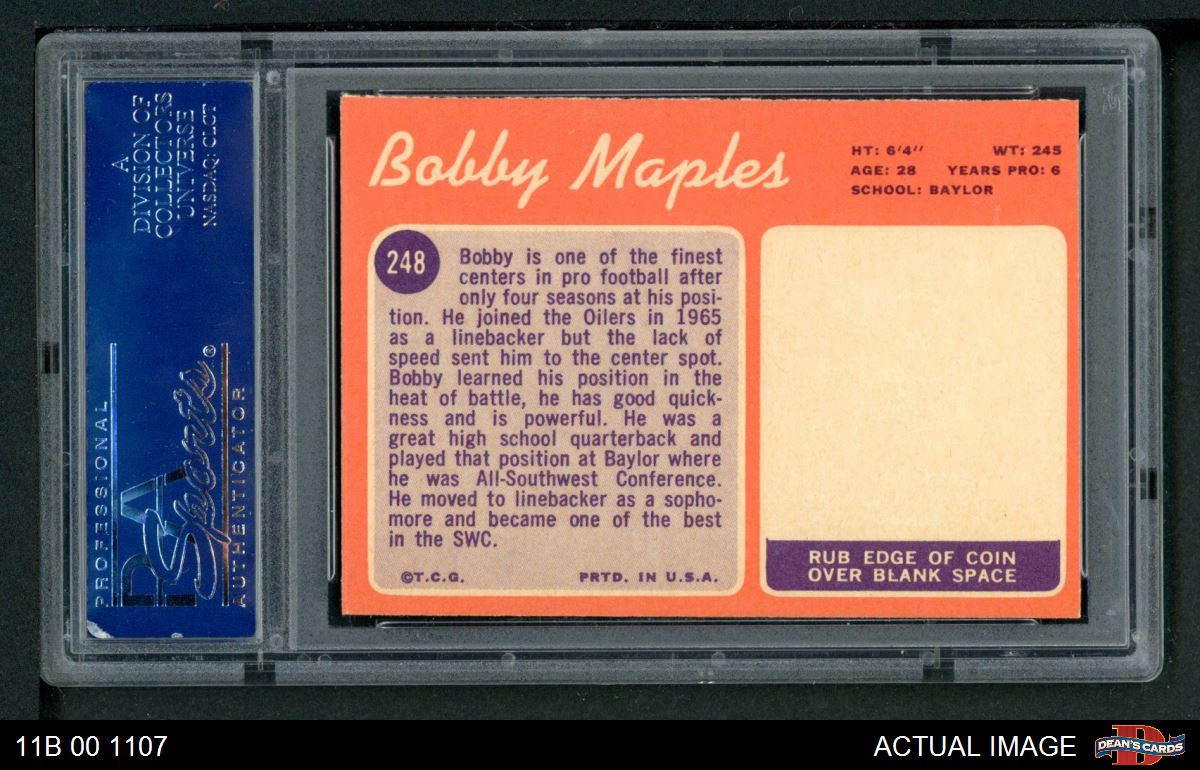 A
DIVISION OF
COLLECTORS
UNIVERSE
NASDAQ: CLCT
PROFESSIONAL
PSA
Sports®
AUTHENTICATOR
Bobby Maples
HT: 6'4'' WT: 245
AGE: 28 YEARS PRO: 6
SCHOOL: BAYLOR
248
Bobby is one of the finest
centers in pro football after
only four seasons at his posi-
tion. He joined the Oilers in 1965
as a linebacker but the lack of
speed sent him to the center spot.
Bobby learned his position in the
heat of battle, he has good quick-
ness and is powerful. He was a
great high school quarterback and
played that position at Baylor where
he was All-Southwest Conference.
He moved to linebacker as a sopho-
more and became one of the best
in the SWC.
©T.C.G. PRTD. IN U.S.A.
RUB EDGE OF COIN
OVER BLANK SPACE
11B 00 1107
ACTUAL IMAGE
DEAN'S CARDS